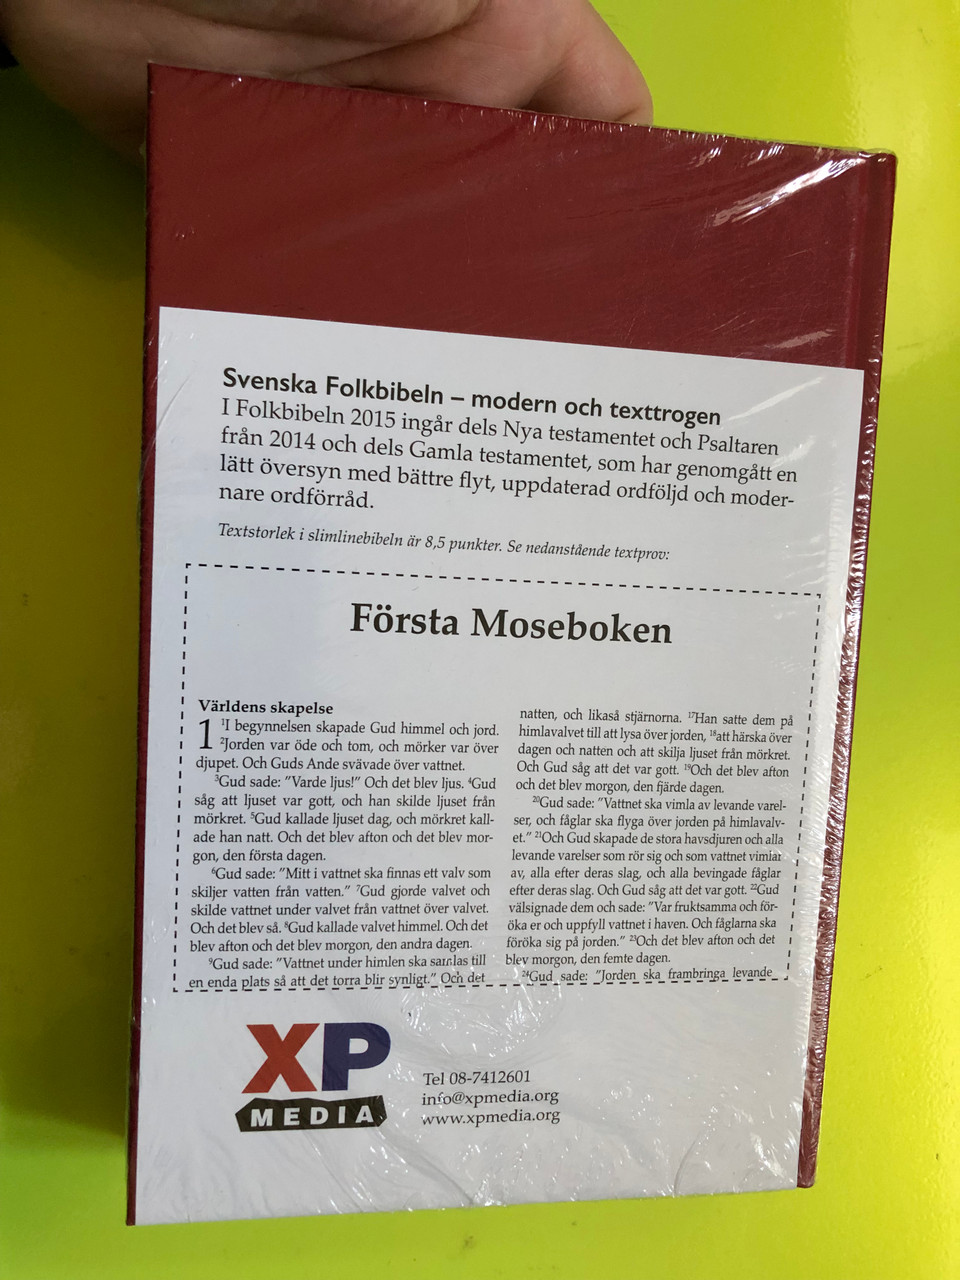 Svenska Folkbibeln – modern och texttrogen
I Folkbibeln 2015 ingår dels Nya testamentet och Psaltaren
från 2014 och dels Gamla testamentet, som har genomgått en
lätt översyn med bättre flyt, uppdaterad ordföljd och moder-
nare ordförråd.
Textstorlek i slimlinebibeln är 8,5 punkter. Se nedanstående textprov:
Första Moseboken
Världens skapelse
1 ¹I begynnelsen skapade Gud himmel och jord.
²Jorden var öde och tom, och mörker var över
djupet. Och Guds Ande svävade över vattnet.
³Gud sade: ”Varde ljus!” Och det blev ljus. ⁴Gud
såg att ljuset var gott, och han skilde ljuset från
mörkret. ⁵Gud kallade ljuset dag, och mörkret kall-
ade han natt. Och det blev afton och det blev mor-
gon, den första dagen.
⁶Gud sade: ”Mitt i vattnet ska finnas ett valv som
skiljer vatten från vatten.” ⁷Gud gjorde valvet och
skilde vattnet under valvet från vattnet över valvet.
Och det blev så. ⁸Gud kallade valvet himmel. Och det
blev afton och det blev morgon, den andra dagen.
⁹Gud sade: ”Vattnet under himlen ska samlas till
en enda plats så att det torra blir synligt.” Och det
natten, och likaså stjärnorna. ¹⁷Han satte dem på
himlavalvet till att lysa över jorden, ¹⁸att härska över
dagen och natten och att skilja ljuset från mörkret.
Och Gud såg att det var gott. ¹⁹Och det blev afton
och det blev morgon, den fjärde dagen.
²⁰Gud sade: ”Vattnet ska vimla av levande varel-
ser, och fåglar ska flyga över jorden på himlavalv-
et.” ²¹Och Gud skapade de stora havsdjuren och alla
levande varelser som rör sig och som vattnet vimlar
av, alla efter deras slag, och alla bevingade fåglar
efter deras slag. Och Gud såg att det var gott. ²²Gud
välsignade dem och sade: ”Var fruktsamma och för-
öka er och uppfyll vattnet i haven. Och fåglarna ska
föröka sig på jorden.” ²³Och det blev afton och det
blev morgon, den femte dagen.
²⁴Gud sade: ”Jorden ska frambringa levande
XP
MEDIA
Tel 08-7412601
info@xpmedia.org
www.xpmedia.org